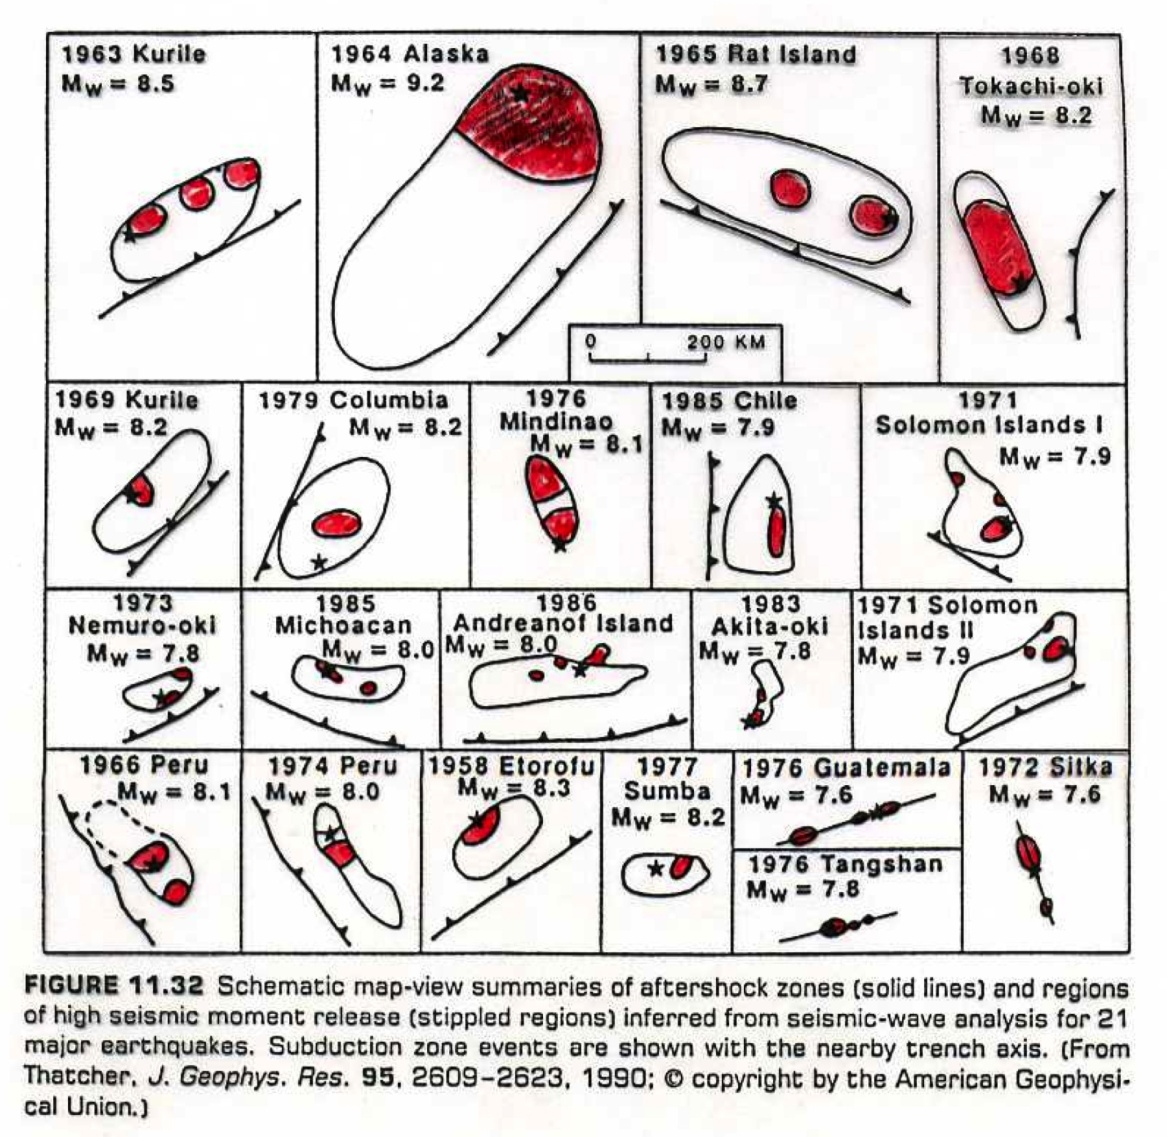 1963 Kurile
Mw = 8.5
1964 Alaska
Mw = 9.2
1965 Rat Island
Mw = 8.7
1968
Tokachi-oki
Mw = 8.2
0 200 KM
1969 Kurile
Mw = 8.2
1979 Columbia
Mw = 8.2
1976
Mindinao
Mw = 8.1
1985 Chile
Mw = 7.9
1971
Solomon Islands I
Mw = 7.9
1973
Nemuro-oki
Mw = 7.8
1985
Michoacan
Mw = 8.0
1986
Andreanof Island
Mw = 8.0
1983
Akita-oki
Mw = 7.8
1971 Solomon
Islands II
Mw = 7.9
1966 Peru
Mw = 8.1
1974 Peru
Mw = 8.0
1958 Etorofu
Mw = 8.3
1977
Sumba
Mw = 8.2
1976 Guatemala
Mw = 7.6
1976 Tangshan
Mw = 7.8
1972 Sitka
Mw = 7.6
FIGURE 11.32 Schematic map-view summaries of aftershock zones (solid lines) and regions
of high seismic moment release (stippled regions) inferred from seismic-wave analysis for 21
major earthquakes. Subduction zone events are shown with the nearby trench axis. (From
Thatcher, J. Geophys. Res. 95, 2609–2623, 1990; © copyright by the American Geophysi-
cal Union.)